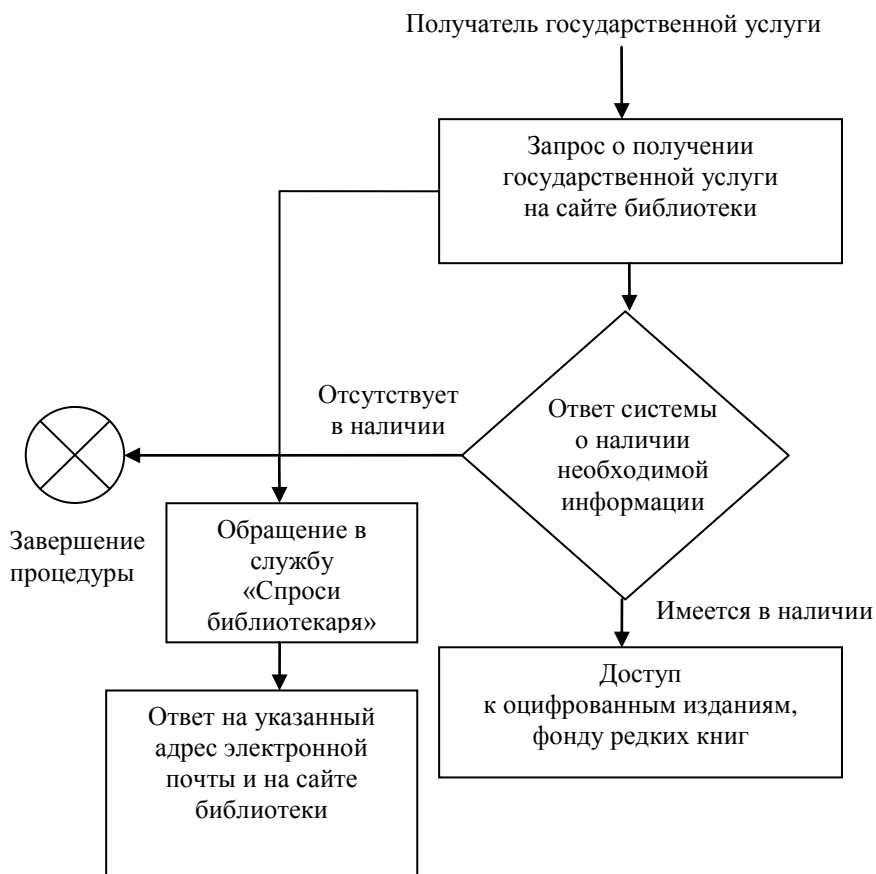 Получатель государственной услуги
Запрос о получении
государственной услуги
на сайте библиотеки
Отсутствует
в наличии
Ответ системы
о наличии
необходимой
информации
Завершение
процедуры
Обращение в
службу
«Спроси
библиотекаря»
Имеется в наличии
Доступ
к оцифрованным изданиям,
фонду редких книг
Ответ на указанный
адрес электронной
почты и на сайте
библиотеки